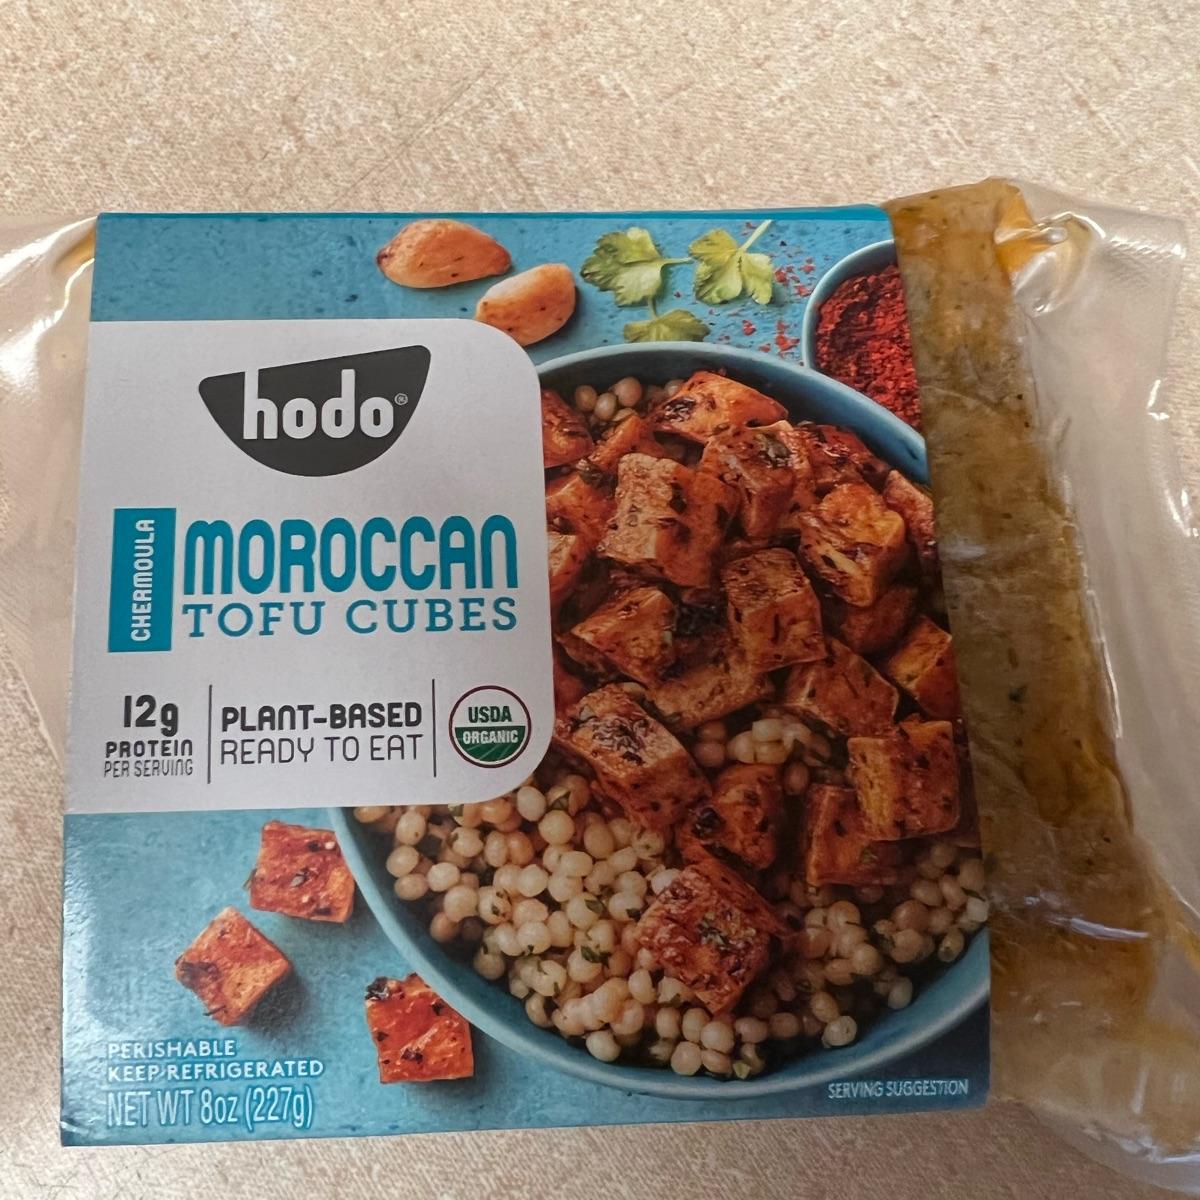 hodo®
CHERMOULA
MOROCCAN
TOFU CUBES
12g
PROTEIN
PER SERVING
PLANT-BASED
READY TO EAT
USDA
ORGANIC
PERISHABLE
KEEP REFRIGERATED
NET WT 8oz (227g)
SERVING SUGGESTION